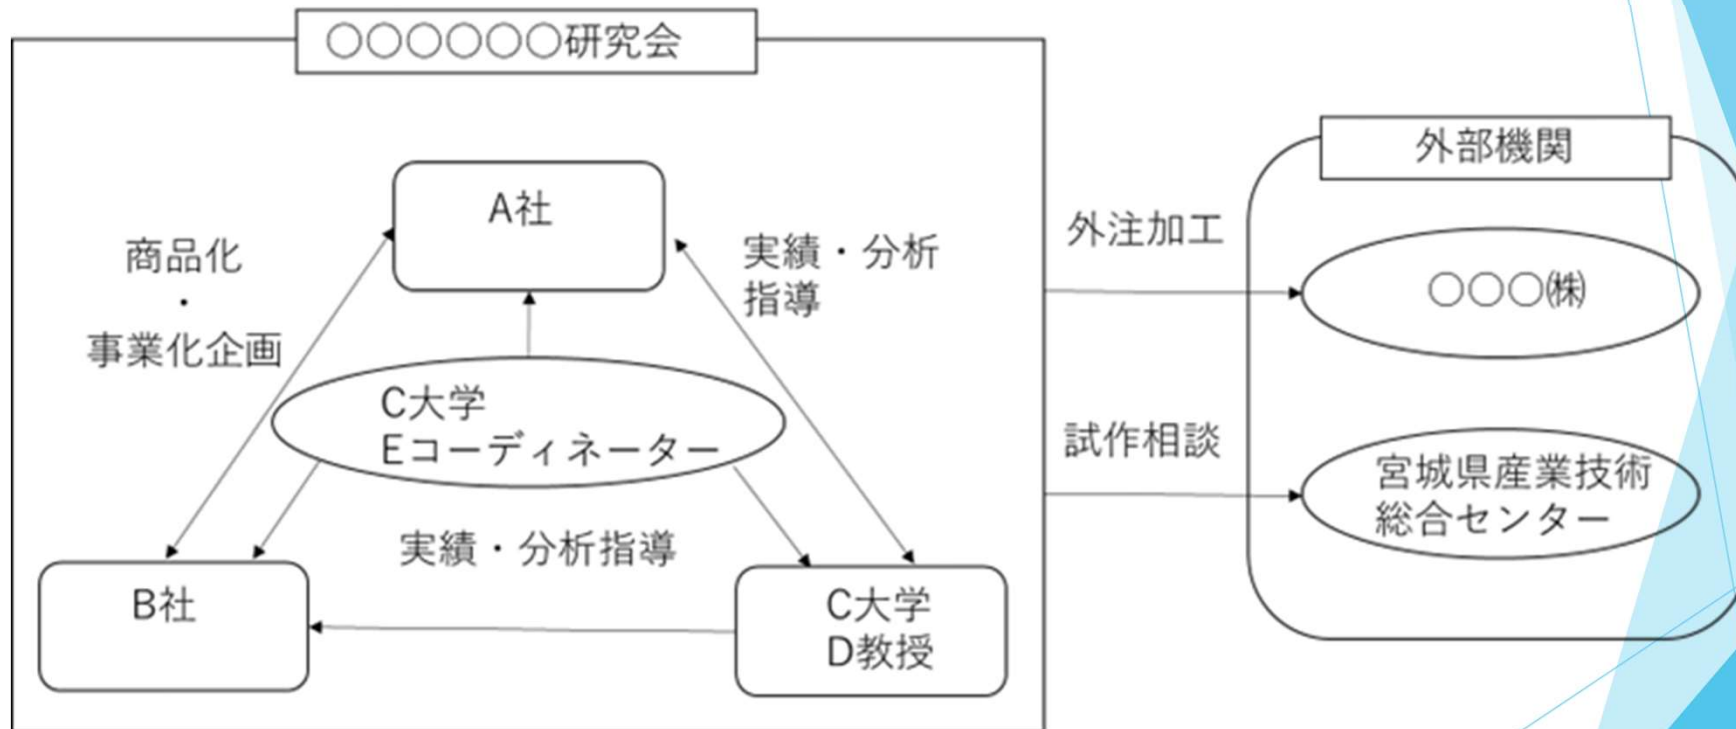 ○○○○○○研究会
A社
商品化
・
事業化企画
実績・分析
指導
C大学
Eコーディネーター
実績・分析指導
B社
C大学
D教授
外注加工
試作相談
外部機関
○○○㈱
宮城県産業技術
総合センター